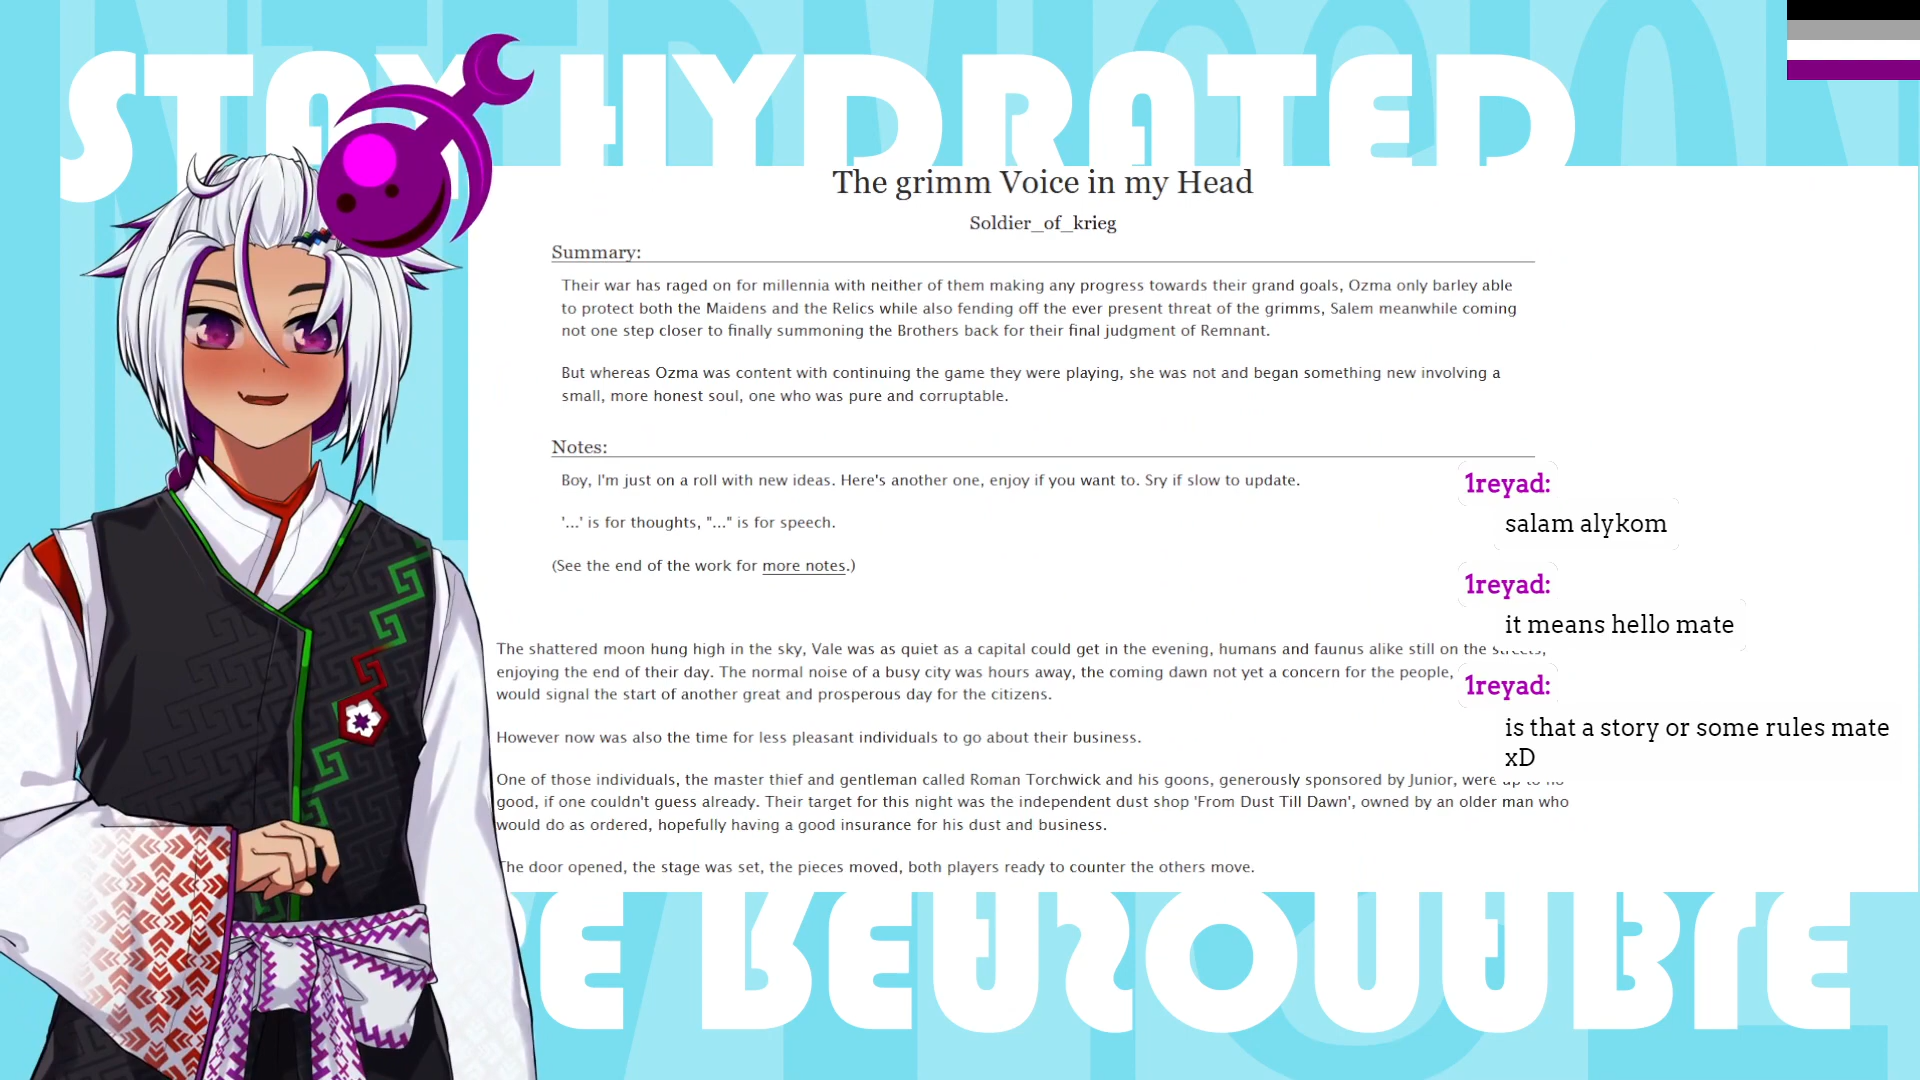 STAY HYDRATED
The grimm Voice in my Head
Soldier_of_krieg
Summary:
Their war has raged on for millennia with neither of them making any progress towards their grand goals, Ozma only barley able
to protect both the Maidens and the Relics while also fending off the ever present threat of the grimms, Salem meanwhile coming
not one step closer to finally summoning the Brothers back for their final judgment of Remnant.
But whereas Ozma was content with continuing the game they were playing, she was not and began something new involving a
small, more honest soul, one who was pure and corruptable.
Notes:
Boy, I'm just on a roll with new ideas. Here's another one, enjoy if you want to. Sry if slow to update.
'...' is for thoughts, "..." is for speech.
(See the end of the work for more notes.)
The shattered moon hung high in the sky, Vale was as quiet as a capital could get in the evening, humans and faunus alike still on the
enjoying the end of their day. The normal noise of a busy city was hours away, the coming dawn not yet a concern for the people,
would signal the start of another great and prosperous day for the citizens.
However now was also the time for less pleasant individuals to go about their business.
One of those individuals, the master thief and gentleman called Roman Torchwick and his goons, generously sponsored by Junior, were
good, if one couldn't guess already. Their target for this night was the independent dust shop 'From Dust Till Dawn', owned by an older man who
would do as ordered, hopefully having a good insurance for his dust and business.
The door opened, the stage was set, the pieces moved, both players ready to counter the others move.
1reyad:
salam alykom
1reyad:
it means hello mate
1reyad:
is that a story or some rules mate
xD